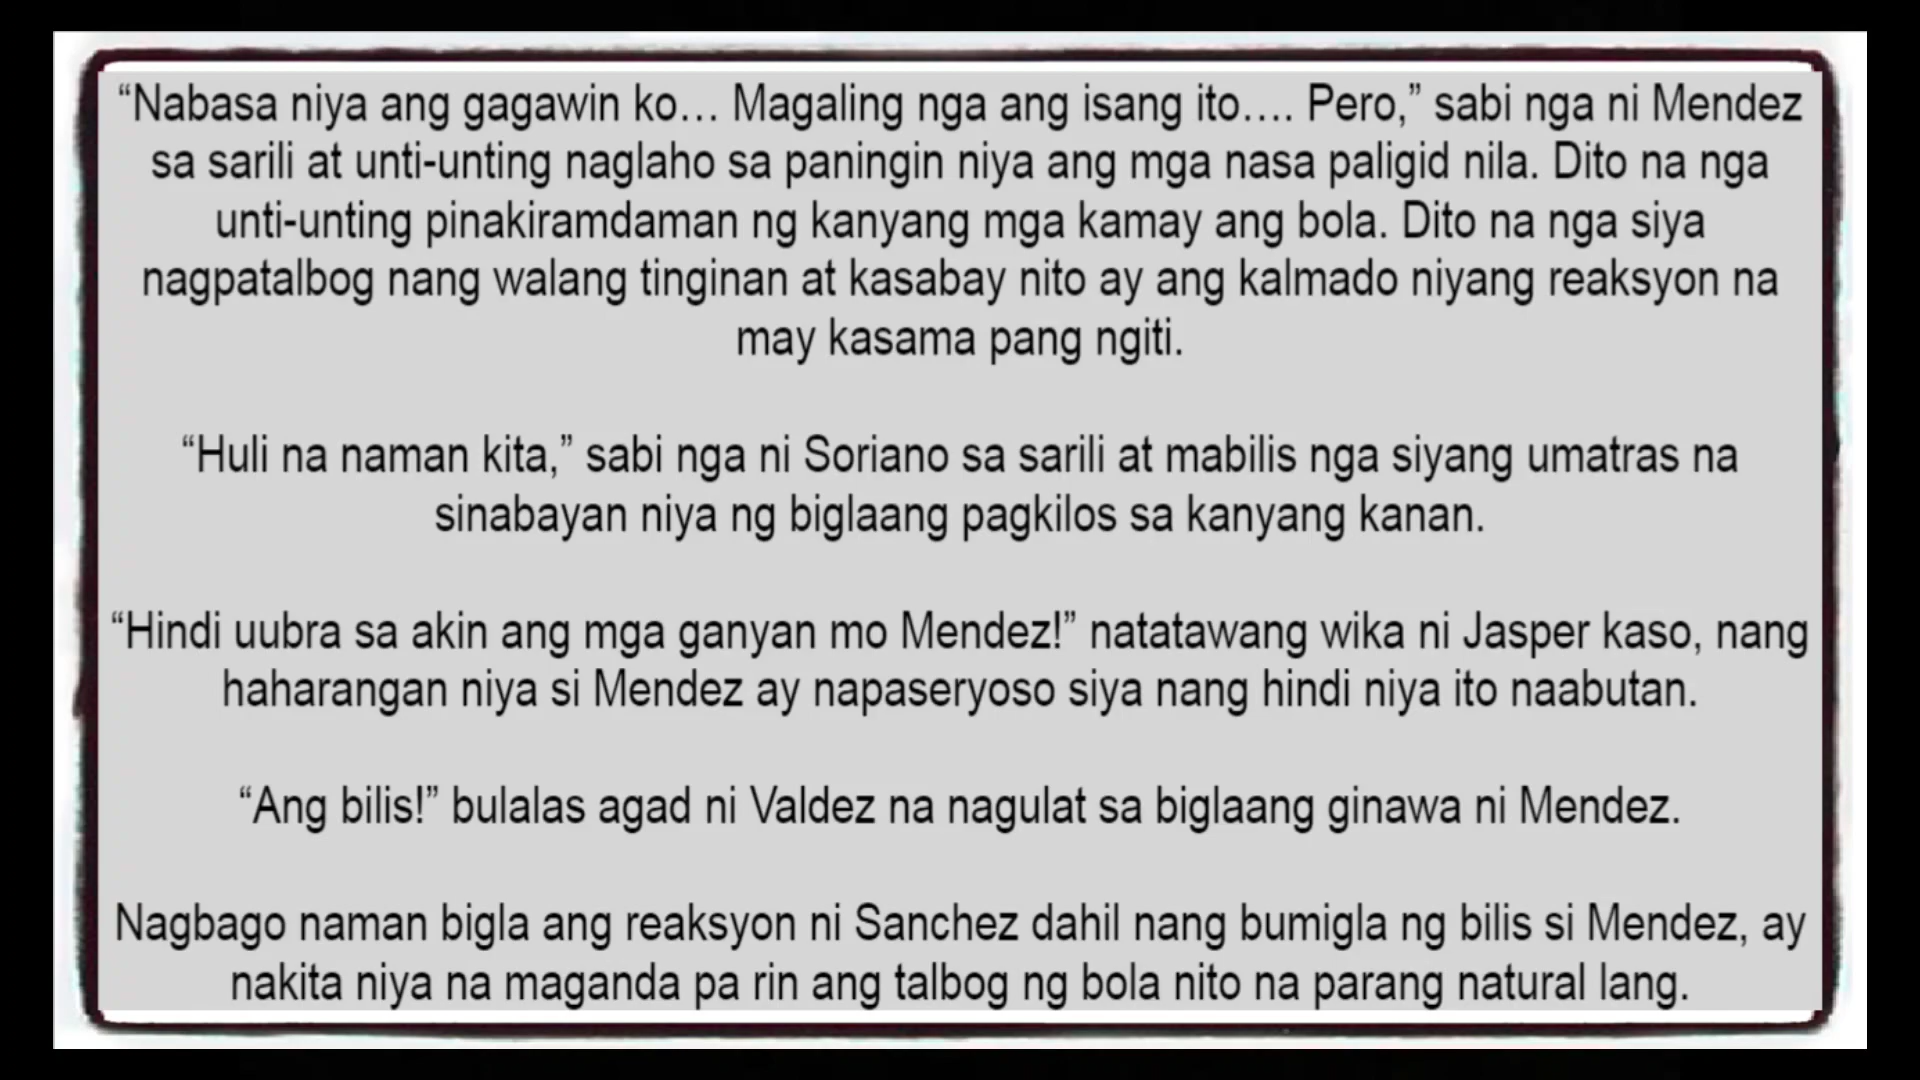 “Nabasa niya ang gagawin ko... Magaling nga ang isang ito.... Pero,” sabi nga ni Mendez
sa sarili at unti-unting naglaho sa paningin niya ang mga nasa paligid nila. Dito na nga
unti-unting pinakiramdaman ng kanyang mga kamay ang bola. Dito na nga siya
nagpatalbog nang walang tinginan at kasabay nito ay ang kalmado niyang reaksyon na
may kasama pang ngiti.
“Huli na naman kita,” sabi nga ni Soriano sa sarili at mabilis nga siyang umatras na
sinabayan niya ng biglaang pagkilos sa kanyang kanan.
“Hindi uubra sa akin ang mga ganyan mo Mendez!” natatawang wika ni Jasper kaso, nang
haharangan niya si Mendez ay napaseryoso siya nang hindi niya ito naabutan.
“Ang bilis!” bulalas agad ni Valdez na nagulat sa biglaang ginawa ni Mendez.
Nagbago naman bigla ang reaksyon ni Sanchez dahil nang bumigla ng bilis si Mendez, ay
nakita niya na maganda pa rin ang talbog ng bola nito na parang natural lang.